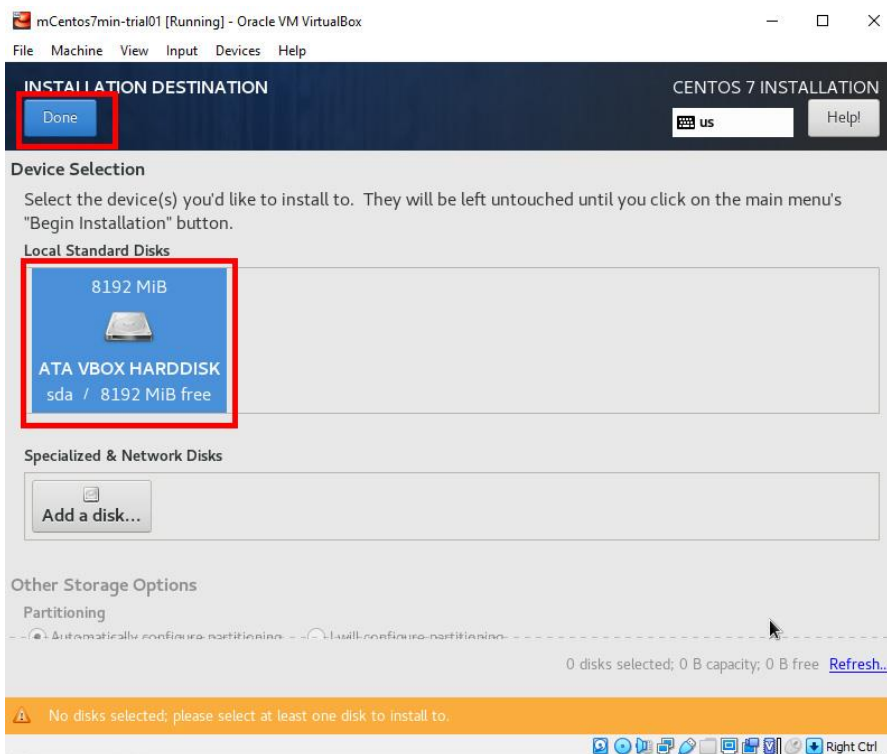 mCentos7min-trial01 [Running] - Oracle VM VirtualBox
File Machine View Input Devices Help
INSTALLATION DESTINATION
CENTOS 7 INSTALLATION
Done
us
Help!
Device Selection
Select the device(s) you'd like to install to. They will be left untouched until you click on the main menu's
"Begin Installation" button.
Local Standard Disks
8192 MiB
ATA VBOX HARDDISK
sda / 8192 MiB free
Specialized & Network Disks
Add a disk...
Other Storage Options
Partitioning
Automatically configure partitioning. I will configure partitioning.
0 disks selected; 0 B capacity; 0 B free Refresh...
No disks selected; please select at least one disk to install to.
Right Ctrl